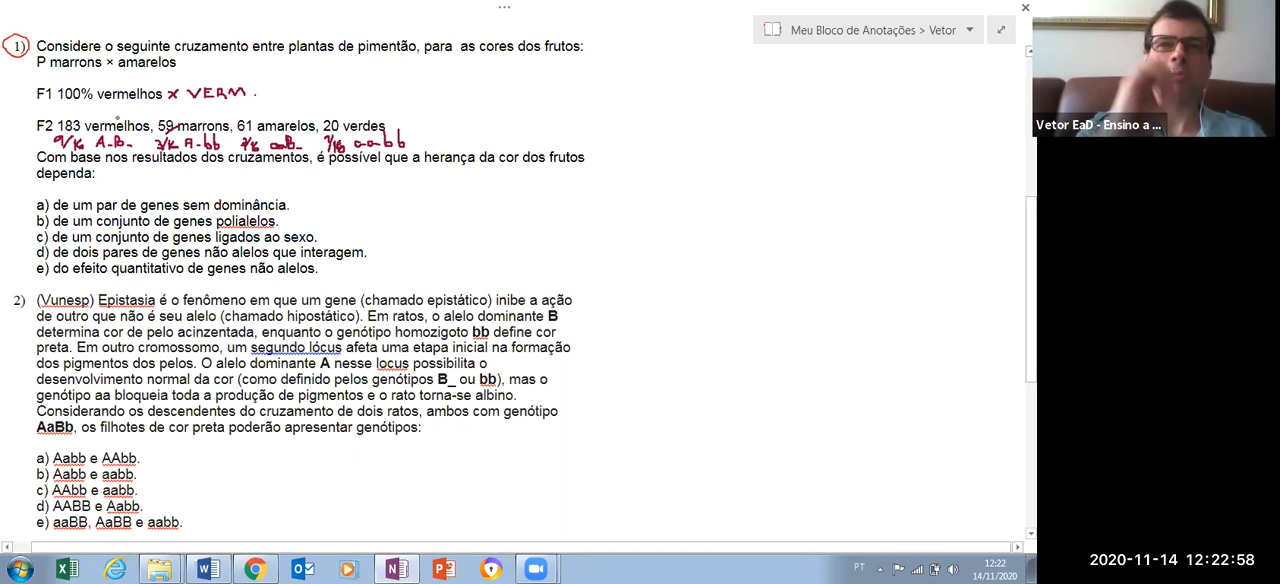 Meu Bloco de Anotações > Vetor
1) Considere o seguinte cruzamento entre plantas de pimentão, para as cores dos frutos:
P marrons × amarelos
F1 100% vermelhos x VERM.
F2 183 vermelhos, 59 marrons, 61 amarelos, 20 verdes
9/16 A-B- 3/16 A-bb 3/16 aaB- 1/16 aabb
Com base nos resultados dos cruzamentos, é possível que a herança da cor dos frutos
dependa:
a) de um par de genes sem dominância.
b) de um conjunto de genes polialelos.
c) de um conjunto de genes ligados ao sexo.
d) de dois pares de genes não alelos que interagem.
e) do efeito quantitativo de genes não alelos.
2) (Vunesp) Epistasia é o fenômeno em que um gene (chamado epistático) inibe a ação
de outro que não é seu alelo (chamado hipostático). Em ratos, o alelo dominante B
determina cor de pelo acinzentada, enquanto o genótipo homozigoto bb define cor
preta. Em outro cromossomo, um segundo lócus afeta uma etapa inicial na formação
dos pigmentos dos pelos. O alelo dominante A nesse locus possibilita o
desenvolvimento normal da cor (como definido pelos genótipos B_ ou bb), mas o
genótipo aa bloqueia toda a produção de pigmentos e o rato torna-se albino.
Considerando os descendentes do cruzamento de dois ratos, ambos com genótipo
AaBb, os filhotes de cor preta poderão apresentar genótipos:
a) Aabb e AAbb.
b) Aabb e aabb.
c) AAbb e aabb.
d) AABB e Aabb.
e) aaBB, AaBB e aabb.
Vetor EaD - Ensino a ...
PT
12:22
14/11/2020
2020-11-14 12:22:58